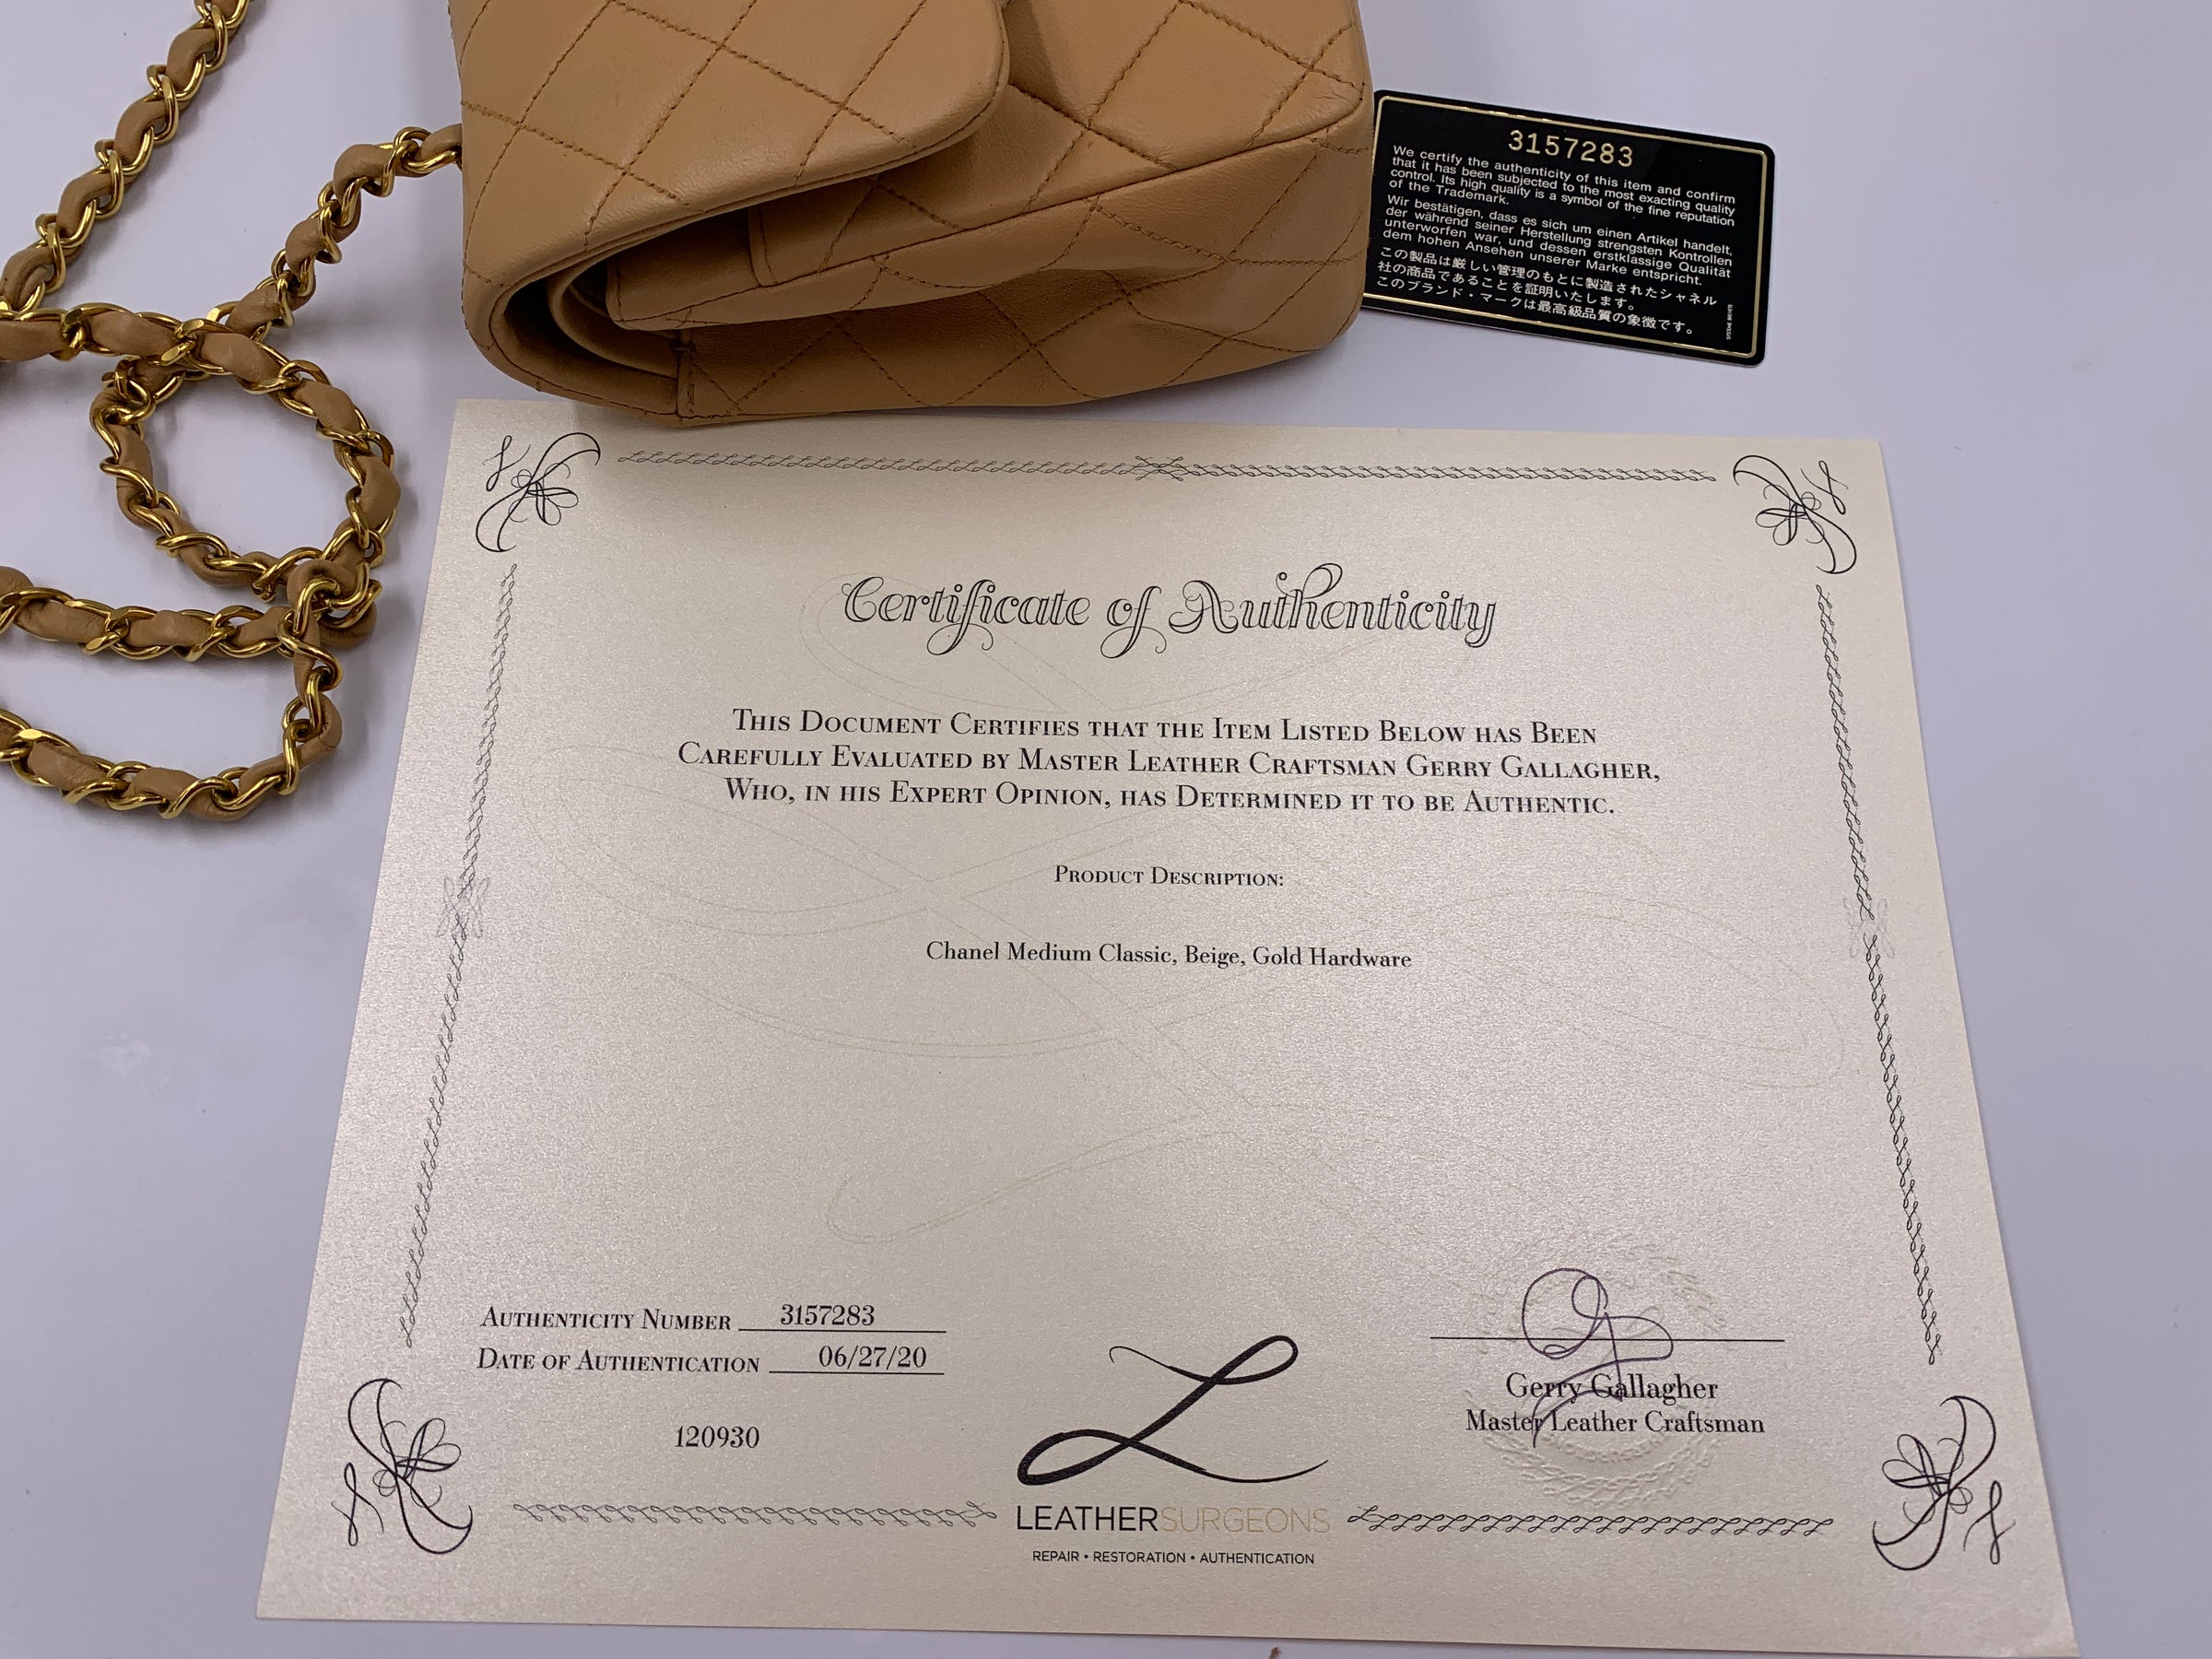 3157283
We certify the authenticity of this item and confirm
that it has been subjected to the most exacting quality
control. Its high quality is a symbol of the fine reputation
of the Trademark.
Wir bestätigen, dass es sich um einen Artikel handelt,
der während seiner Herstellung strengsten Kontrollen
unterworfen war, und dessen erstklassige Qualität
dem hohen Ansehen unserer Marke entspricht.
この製品は厳しい管理のもとに製造されたシャネル
社の商品であることを証明いたします。
このブランド・マークは最高級品質の象徴です。
Certificate of Authenticity
This Document Certifies that the Item Listed Below has Been
Carefully Evaluated by Master Leather Craftsman Gerry Gallagher,
Who, in his Expert Opinion, has Determined it to be Authentic.
Product Description:
Chanel Medium Classic, Beige, Gold Hardware
Authenticity Number 3157283
Date of Authentication 06/27/20
120930
Gerry Gallagher
Master Leather Craftsman
L
LEATHERSURGEONS
REPAIR • RESTORATION • AUTHENTICATION